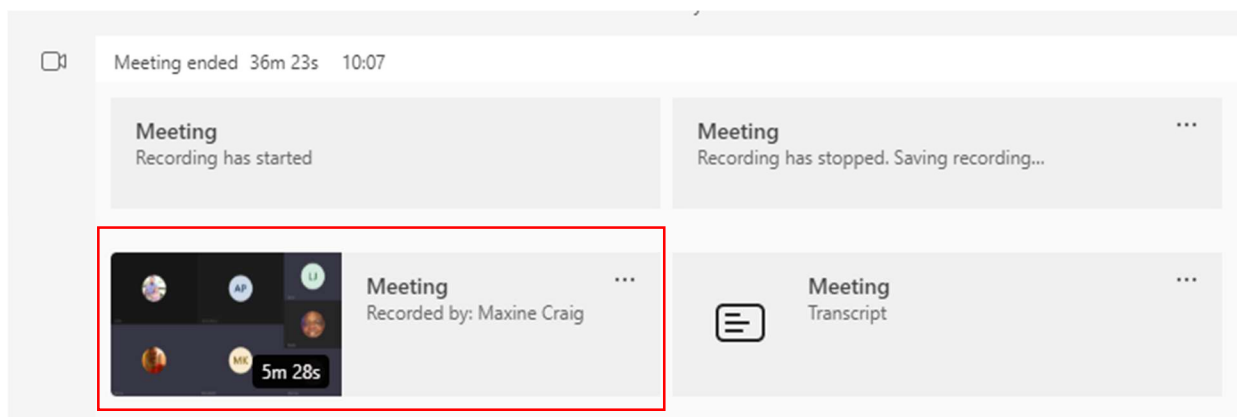 Meeting ended 36m 23s 10:07
Meeting
Recording has started
Meeting
Recording has stopped. Saving recording...
AP
LJ
MK
5m 28s
Meeting
Recorded by: Maxine Craig
Meeting
Transcript